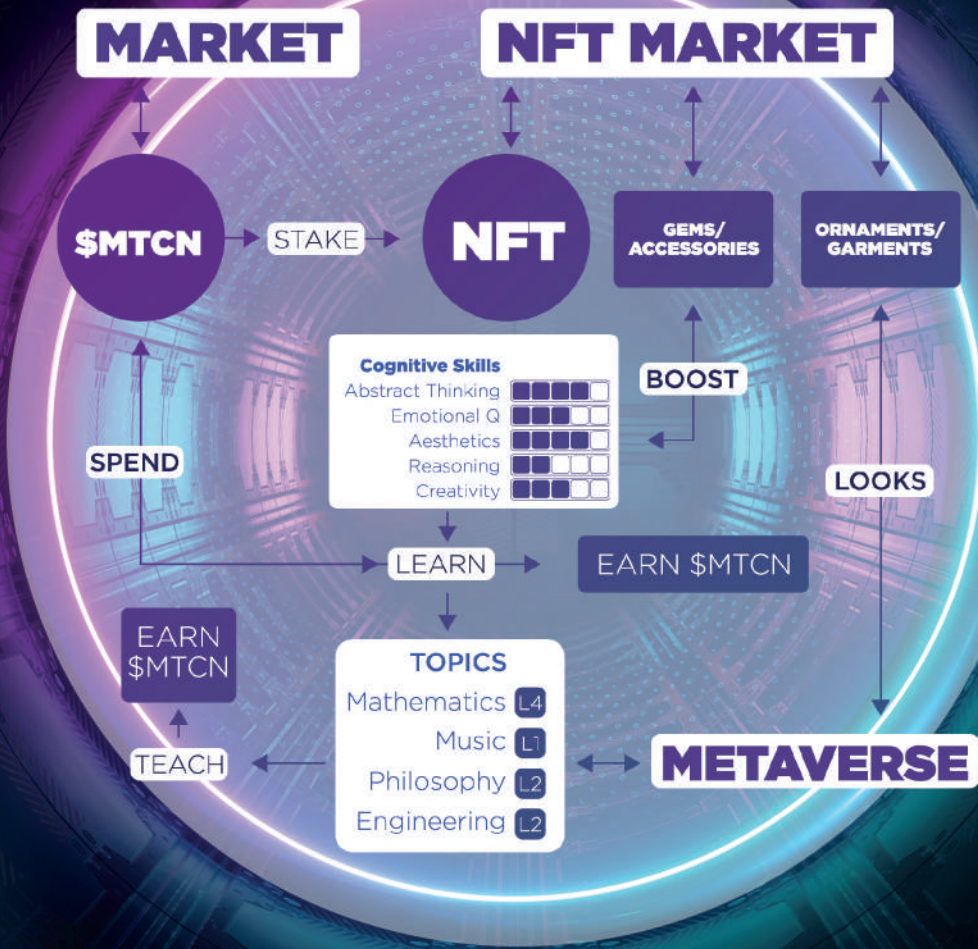 MARKET
NFT MARKET
$MTCN
STAKE
NFT
GEMS/
ACCESSORIES
ORNAMENTS/
GARMENTS
Cognitive Skills
Abstract Thinking
Emotional Q
Aesthetics
Reasoning
Creativity
BOOST
SPEND
LOOKS
LEARN
EARN $MTCN
EARN
$MTCN
TEACH
TOPICS
Mathematics L4
Music L1
Philosophy L2
Engineering L2
METAVERSE